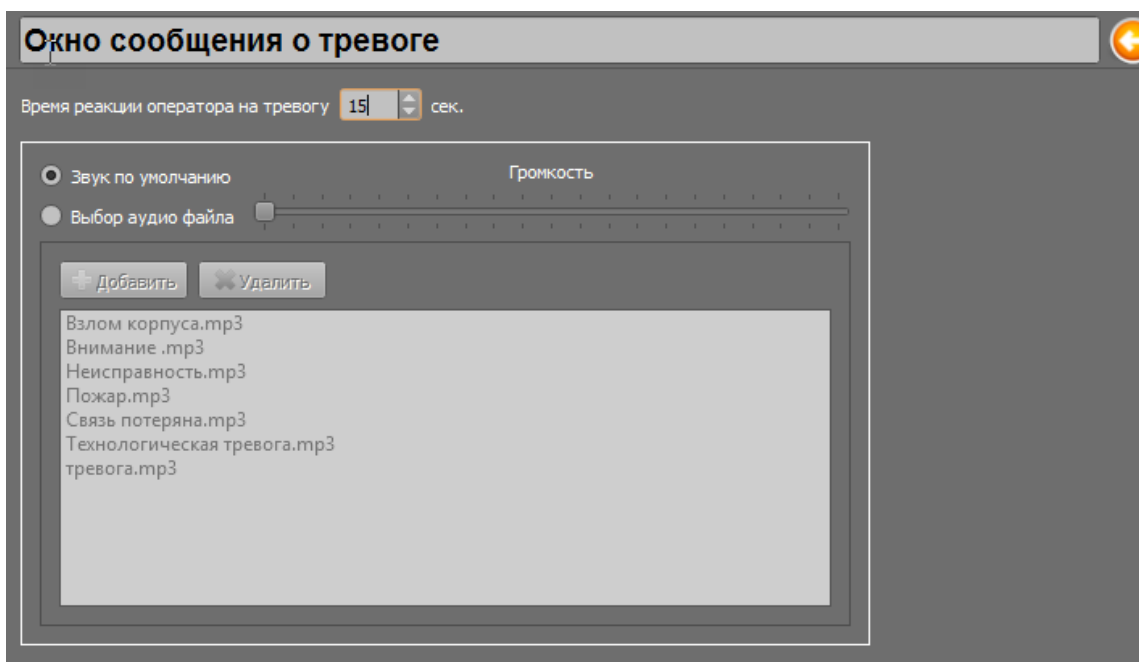 Окно сообщения о тревоге
Время реакции оператора на тревогу 15 сек.
Звук по умолчанию
Громкость
Выбор аудио файла
Добавить Удалить
Взлом корпуса.mp3
Внимание .mp3
Неисправность.mp3
Пожар.mp3
Связь потеряна.mp3
Технологическая тревога.mp3
тревога.mp3